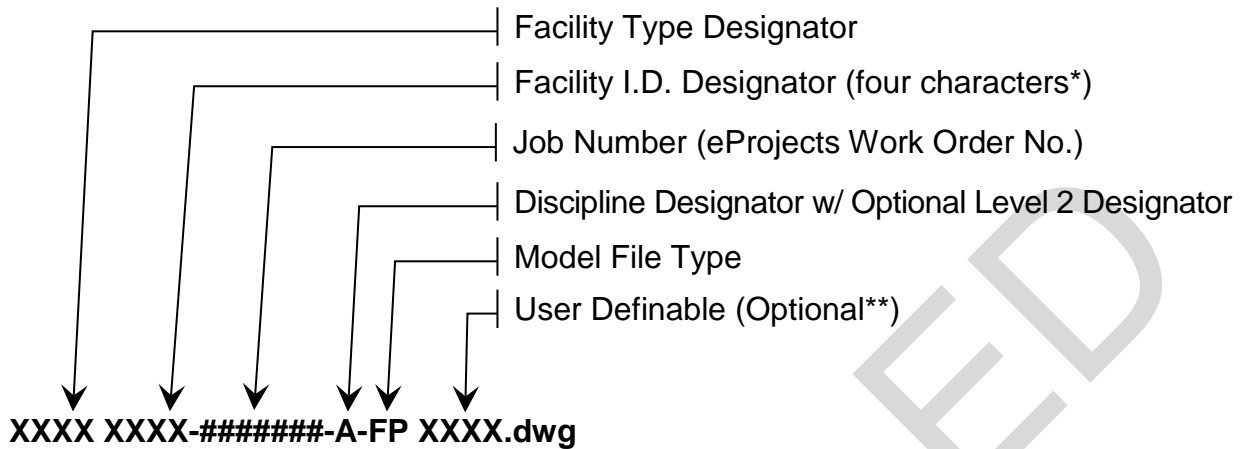 Facility Type Designator
Facility I.D. Designator (four characters*)
Job Number (eProjects Work Order No.)
Discipline Designator w/ Optional Level 2 Designator
Model File Type
User Definable (Optional**)
XXXX XXXX-#######-A-FP XXXX.dwg
ED